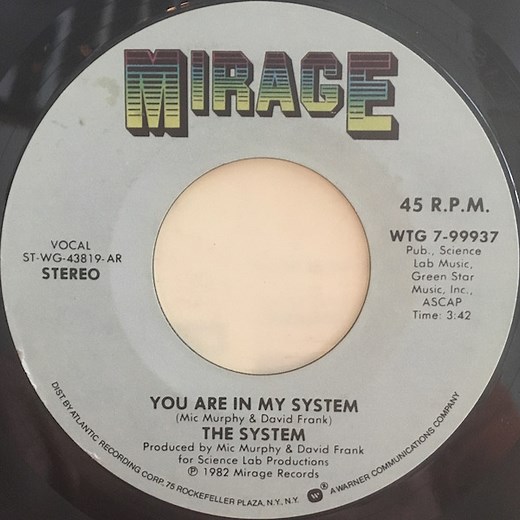 MIRAGE
45 R.P.M.
WTG 7-99937
Pub., Science
Lab Music,
Green Star
Music, Inc.,
ASCAP
Time: 3:42
VOCAL
ST-WG-43819-AR
STEREO
YOU ARE IN MY SYSTEM
(Mic Murphy & David Frank)
THE SYSTEM
Produced by Mic Murphy & David Frank
for Science Lab Productions
℗ 1982 Mirage Records
DIST. BY ATLANTIC RECORDING CORP. 75 ROCKEFELLER PLAZA, N.Y., N.Y. W ® A WARNER COMMUNICATIONS COMPANY